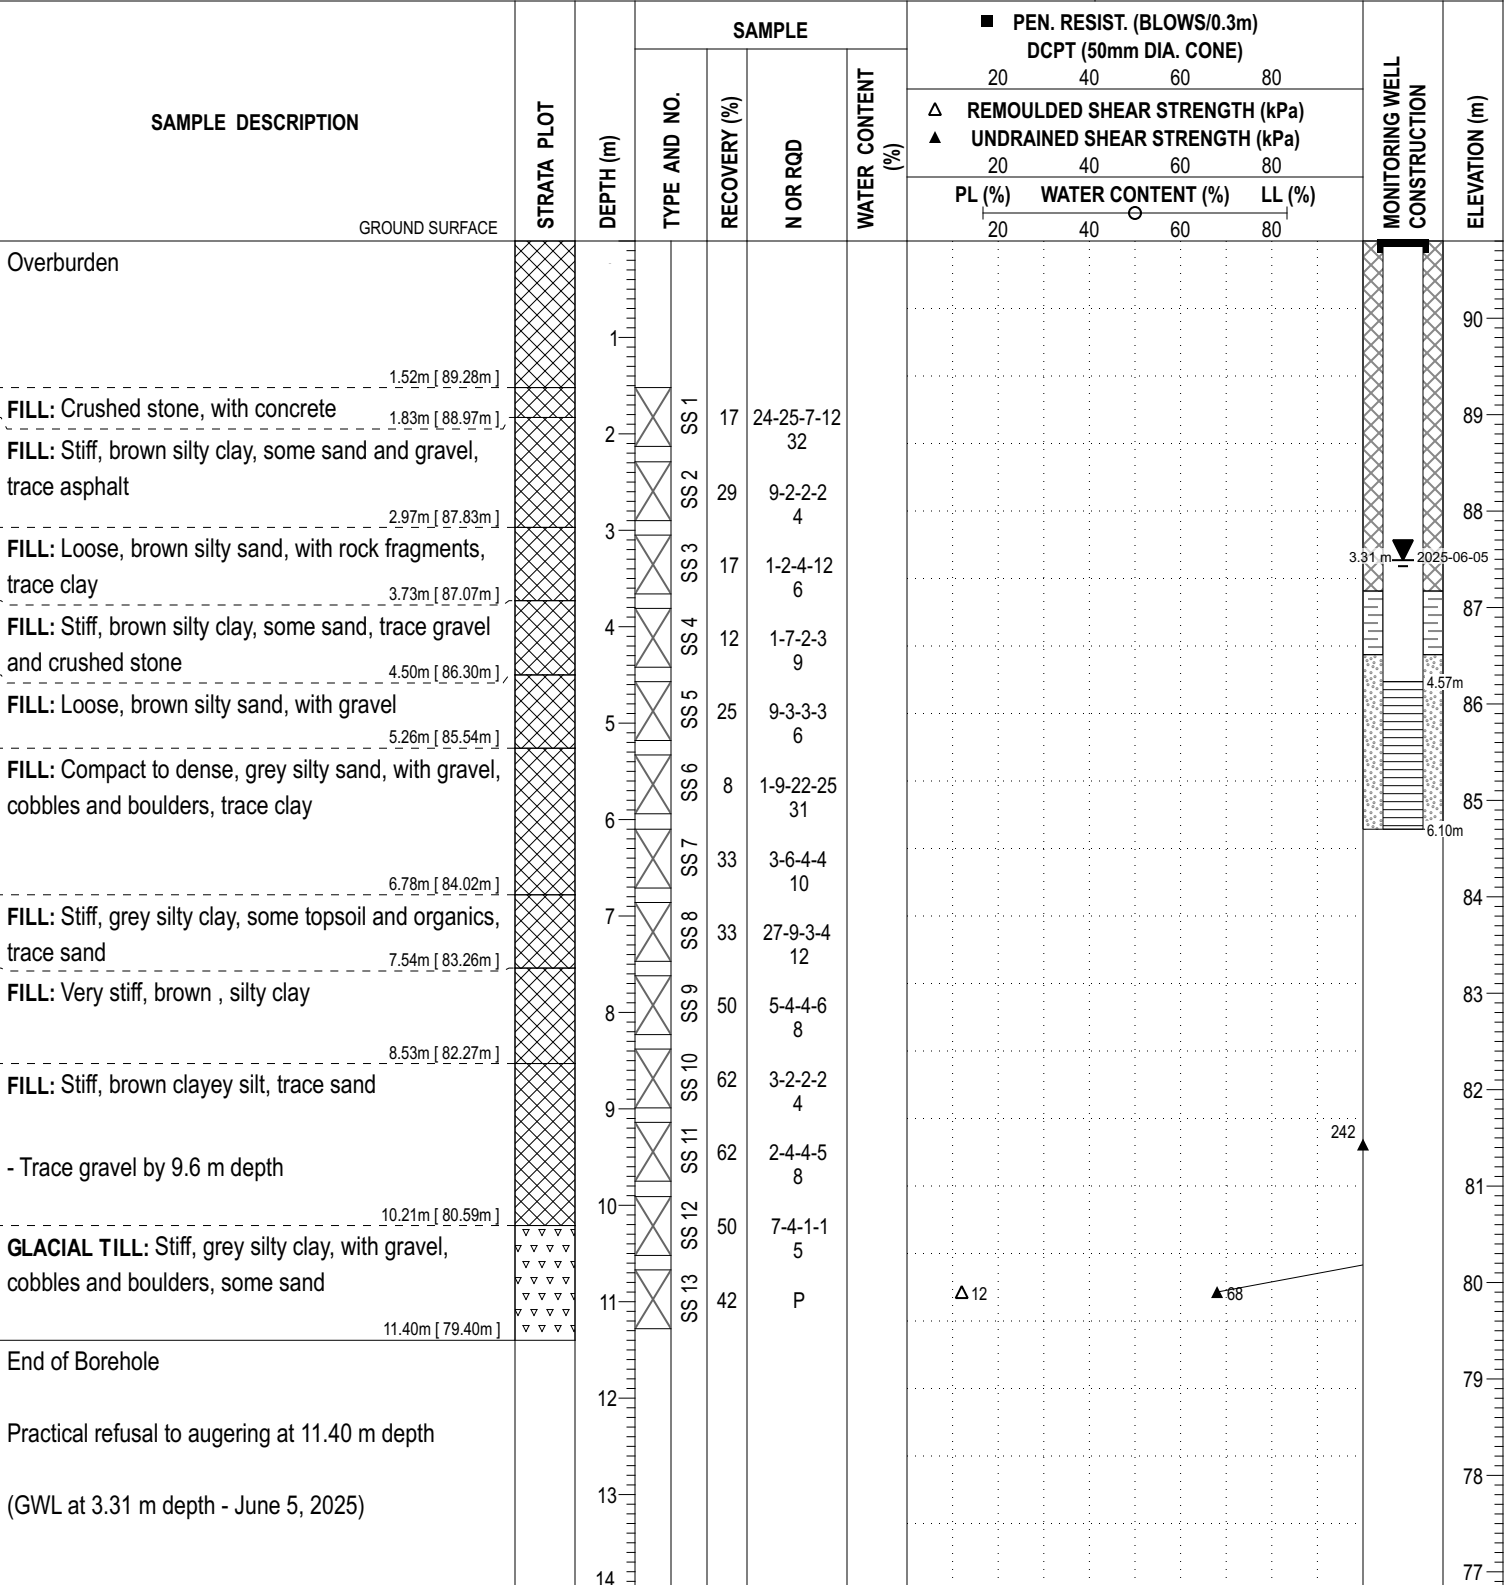 SAMPLE DESCRIPTION
GROUND SURFACE
STRATA PLOT
DEPTH (m)
SAMPLE
TYPE AND NO.
RECOVERY (%)
N OR RQD
WATER CONTENT
(%)
■ PEN. RESIST. (BLOWS/0.3m)
DCPT (50mm DIA. CONE)
20 40 60 80
△ REMOULDED SHEAR STRENGTH (kPa)
▲ UNDRAINED SHEAR STRENGTH (kPa)
20 40 60 80
PL (%) WATER CONTENT (%) LL (%)
20 40 60 80
MONITORING WELL
CONSTRUCTION
ELEVATION (m)
Overburden
1.52m [ 89.28m ]
FILL: Crushed stone, with concrete
1.83m [ 88.97m ]
FILL: Stiff, brown silty clay, some sand and gravel,
trace asphalt
2.97m [ 87.83m ]
FILL: Loose, brown silty sand, with rock fragments,
trace clay
3.73m [ 87.07m ]
FILL: Stiff, brown silty clay, some sand, trace gravel
and crushed stone
4.50m [ 86.30m ]
FILL: Loose, brown silty sand, with gravel
5.26m [ 85.54m ]
FILL: Compact to dense, grey silty sand, with gravel,
cobbles and boulders, trace clay
6.78m [ 84.02m ]
FILL: Stiff, grey silty clay, some topsoil and organics,
trace sand
7.54m [ 83.26m ]
FILL: Very stiff, brown , silty clay
8.53m [ 82.27m ]
FILL: Stiff, brown clayey silt, trace sand
- Trace gravel by 9.6 m depth
10.21m [ 80.59m ]
GLACIAL TILL: Stiff, grey silty clay, with gravel,
cobbles and boulders, some sand
11.40m [ 79.40m ]
End of Borehole
Practical refusal to augering at 11.40 m depth
(GWL at 3.31 m depth - June 5, 2025)
1
2
3
4
5
6
7
8
9
10
11
12
13
14
SS 1 17 24-25-7-12
32
SS 2 29 9-2-2-2
4
SS 3 17 1-2-4-12
6
SS 4 12 1-7-2-3
9
SS 5 25 9-3-3-3
6
SS 6 8 1-9-22-25
31
SS 7 33 3-6-4-4
10
SS 8 33 27-9-3-4
12
SS 9 50 5-4-4-6
8
SS 10 62 3-2-2-2
4
SS 11 62 2-4-4-5
8
SS 12 50 7-4-1-1
5
SS 13 42 P
242
12
68
3.31 m 2025-06-05
4.57m
6.10m
90
89
88
87
86
85
84
83
82
81
80
79
78
77